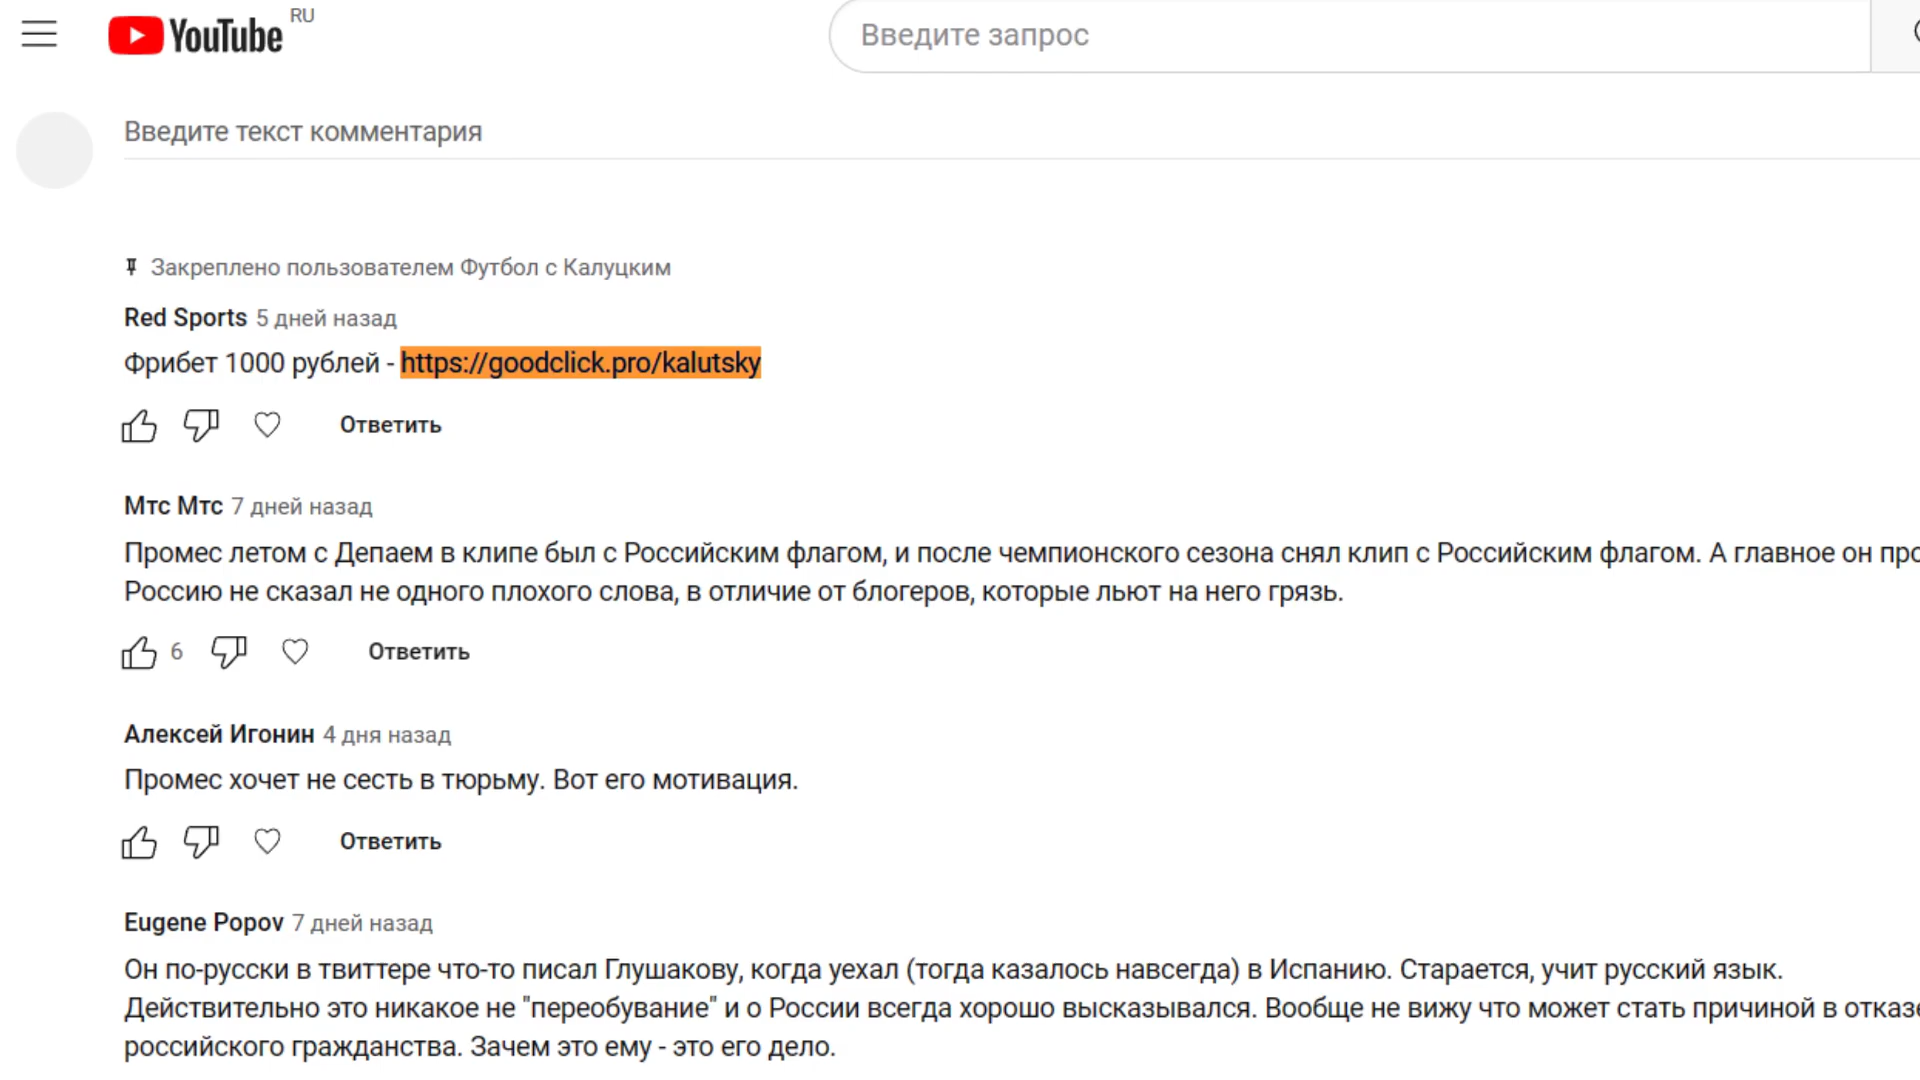 YouTube RU
Введите запрос
Введите текст комментария
Закреплено пользователем Футбол с Калуцким
Red Sports 5 дней назад
Фрибет 1000 рублей - https://goodclick.pro/kalutsky
Ответить
Мтс Мтс 7 дней назад
Промес летом с Депаем в клипе был с Российским флагом, и после чемпионского сезона снял клип с Российским флагом. А главное он
Россию не сказал не одного плохого слова, в отличие от блогеров, которые льют на него грязь.
6 Ответить
Алексей Игонин 4 дня назад
Промес хочет не сесть в тюрьму. Вот его мотивация.
Ответить
Eugene Popov 7 дней назад
Он по-русски в твиттере что-то писал Глушакову, когда уехал (тогда казалось навсегда) в Испанию. Старается, учит русский язык.
Действительно это никакое не "переобувание" и о России всегда хорошо высказывался. Вообще не вижу что может стать причиной в
российского гражданства. Зачем это ему - это его дело.